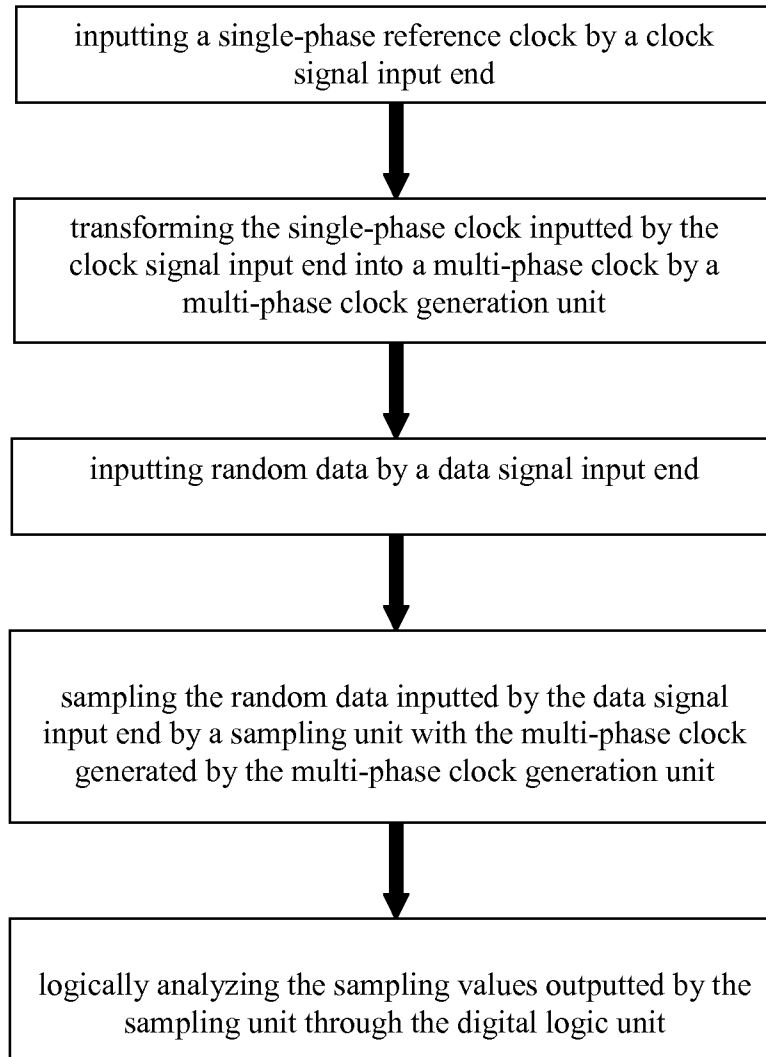 inputting a single-phase reference clock by a clock
signal input end
transforming the single-phase clock inputted by the
clock signal input end into a multi-phase clock by a
multi-phase clock generation unit
inputting random data by a data signal input end
sampling the random data inputted by the data signal
input end by a sampling unit with the multi-phase clock
generated by the multi-phase clock generation unit
logically analyzing the sampling values outputted by the
sampling unit through the digital logic unit